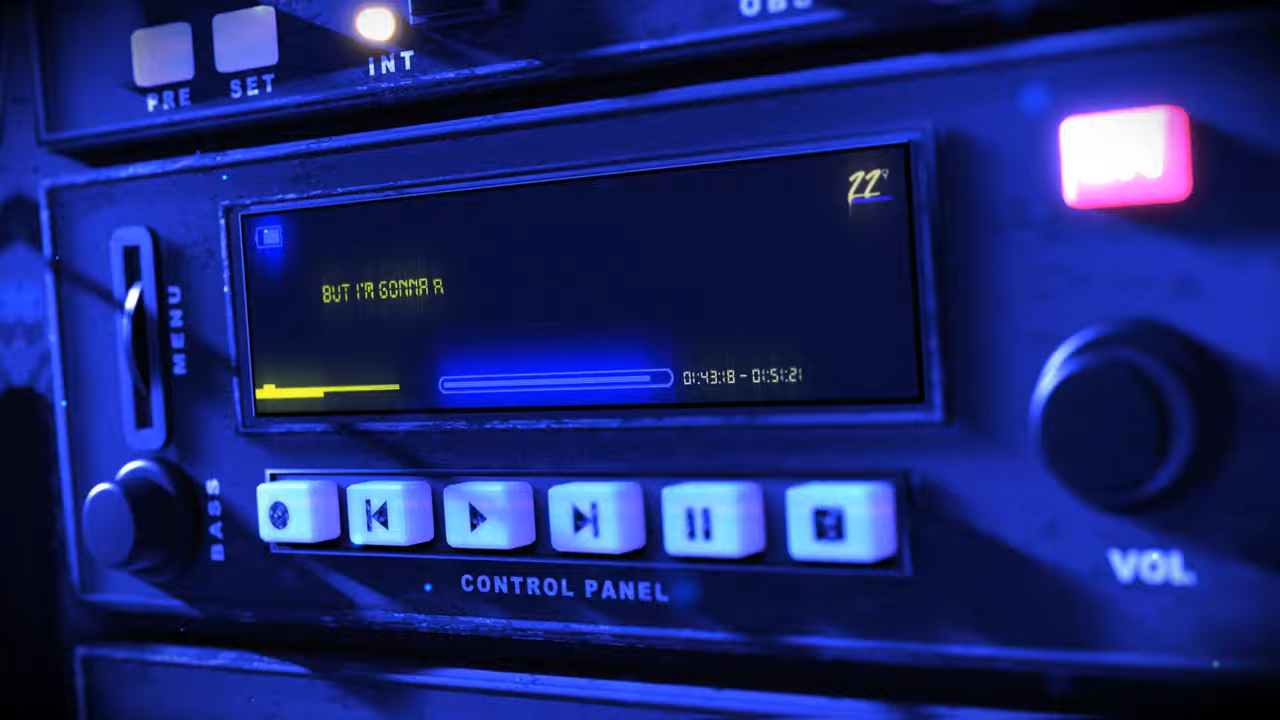 PRE
SET
INT
22
MENU
BUT I'M GONNA A
01:43:18 - 01:51:21
BASS
CONTROL PANEL
VOL